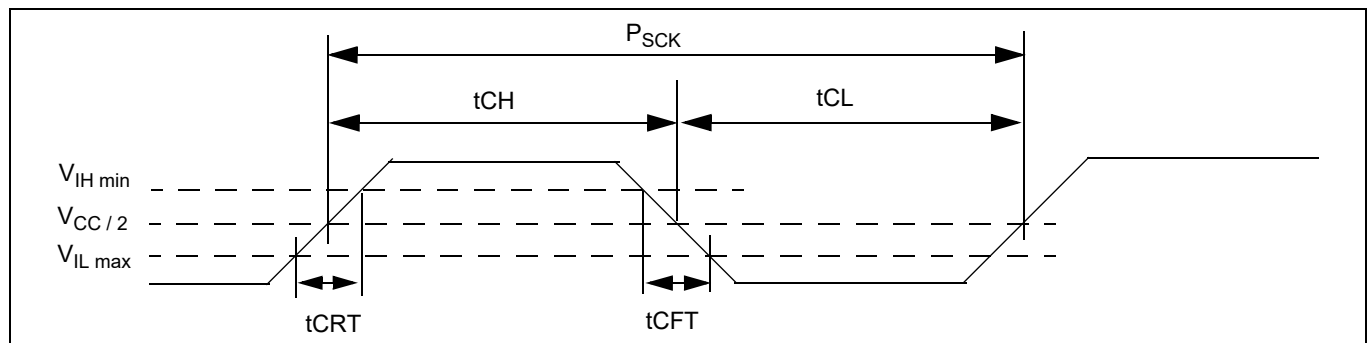 PSCK
tCH
tCL
VIH min
VCC / 2
VIL max
tCRT
tCFT